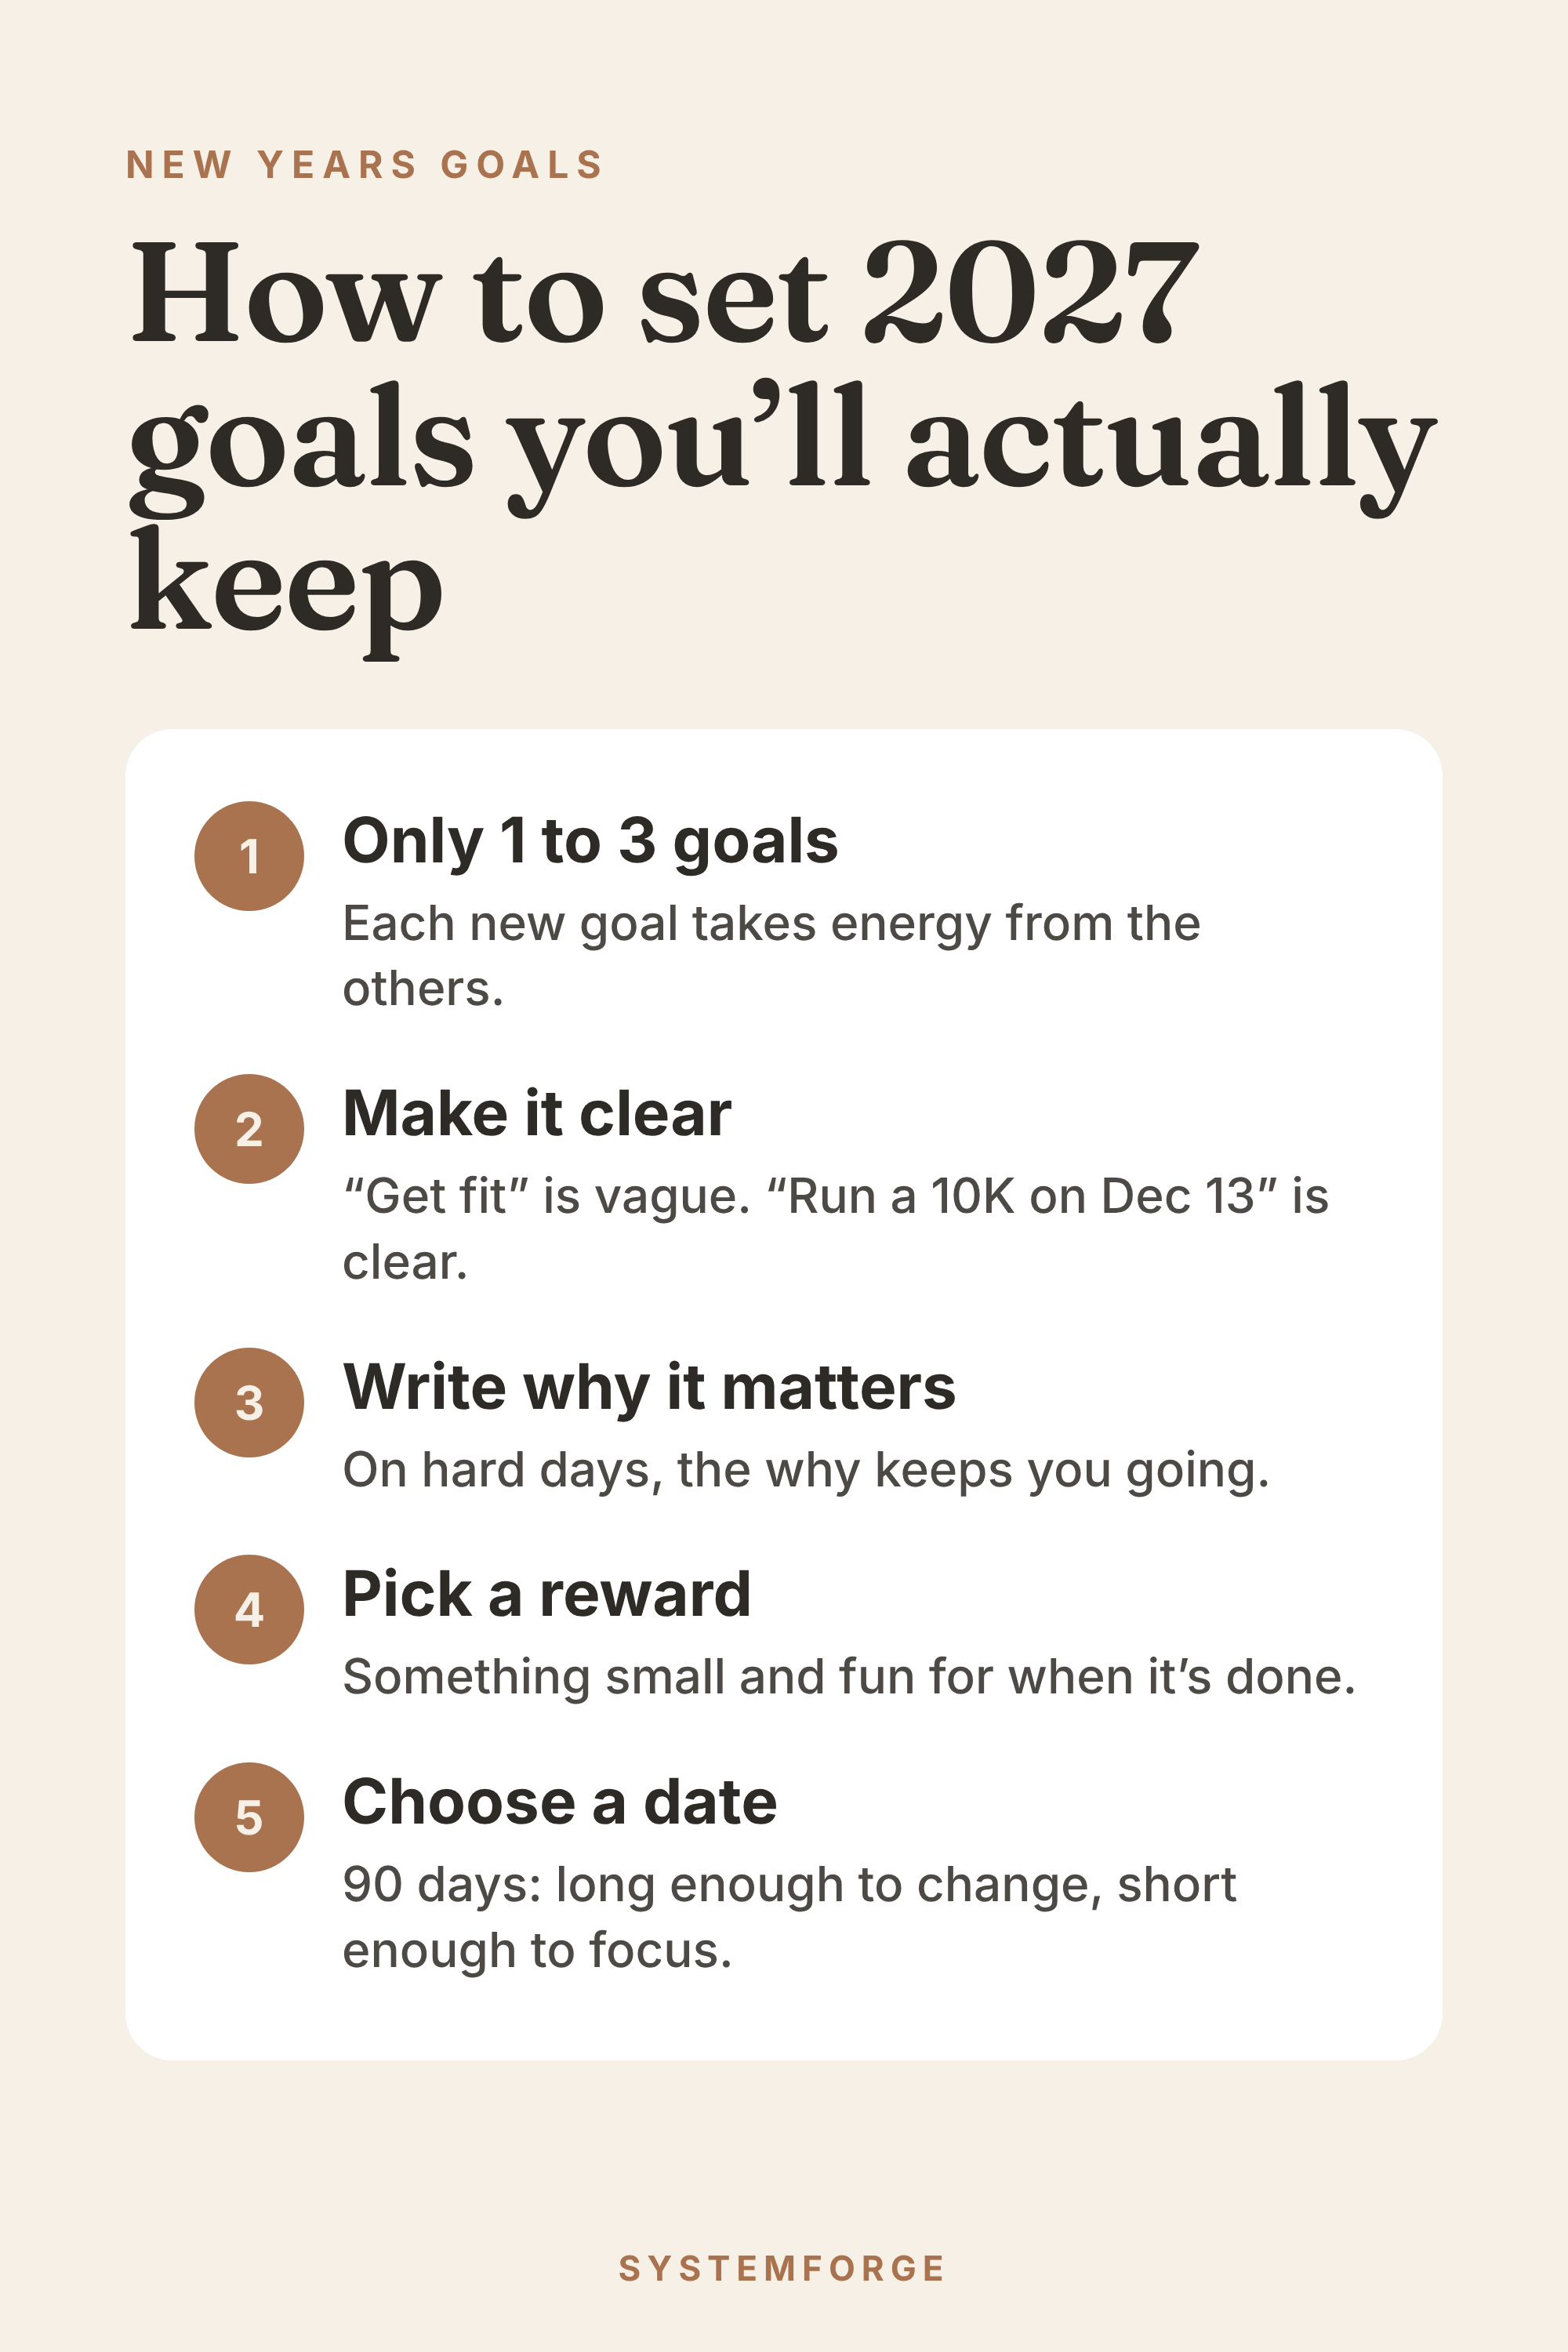 NEW YEARS GOALS
How to set 2027
goals you’ll actually
keep
1
Only 1 to 3 goals
Each new goal takes energy from the
others.
2
Make it clear
“Get fit” is vague. “Run a 10K on Dec 13” is
clear.
3
Write why it matters
On hard days, the why keeps you going.
4
Pick a reward
Something small and fun for when it’s done.
5
Choose a date
90 days: long enough to change, short
enough to focus.
SYSTEMFORGE